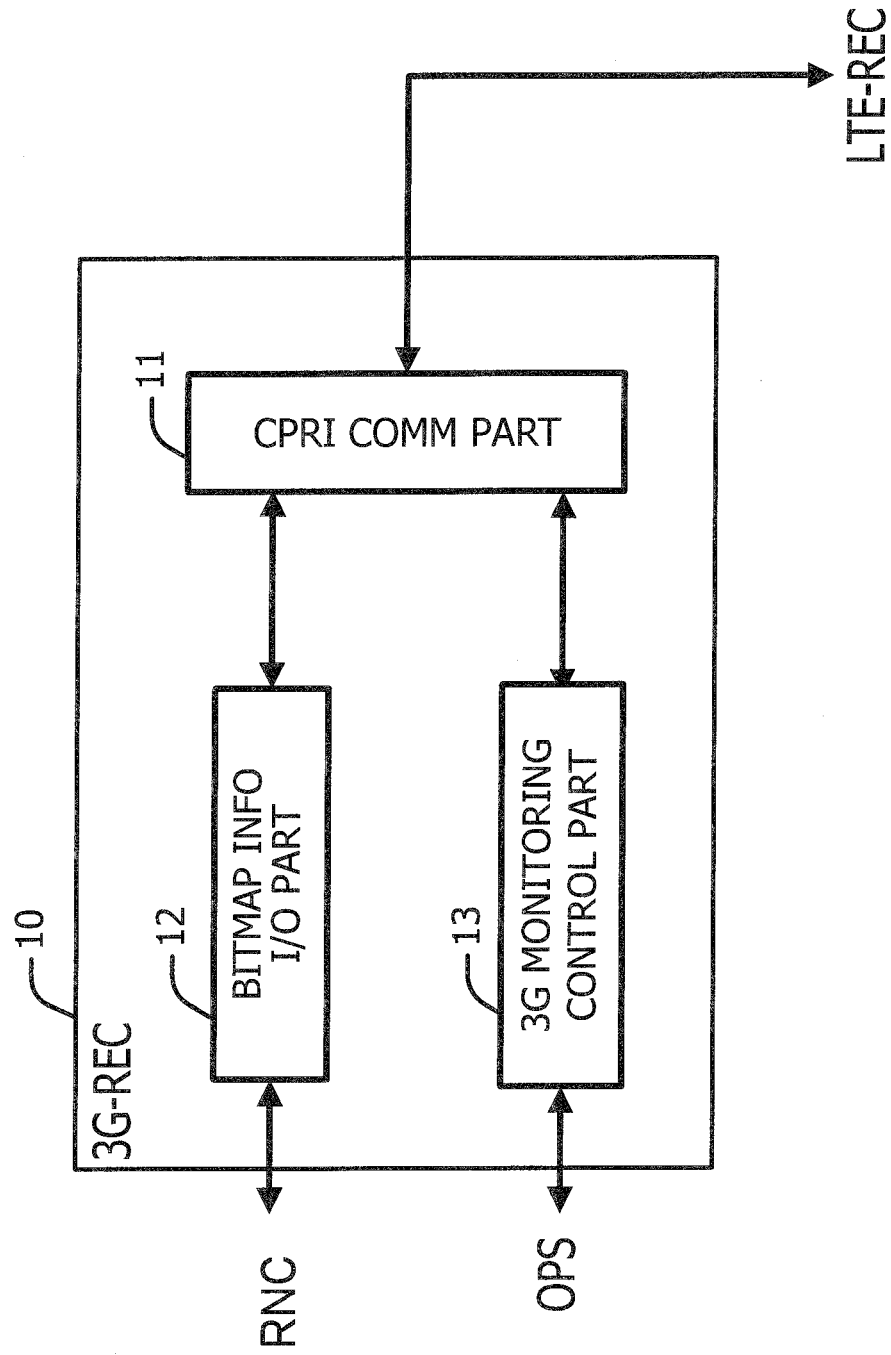 10
3G-REC
RNC
12
BITMAP INFO
I/O PART
11
CPRI COMM PART
OPS
13
3G MONITORING
CONTROL PART
LTE-REC